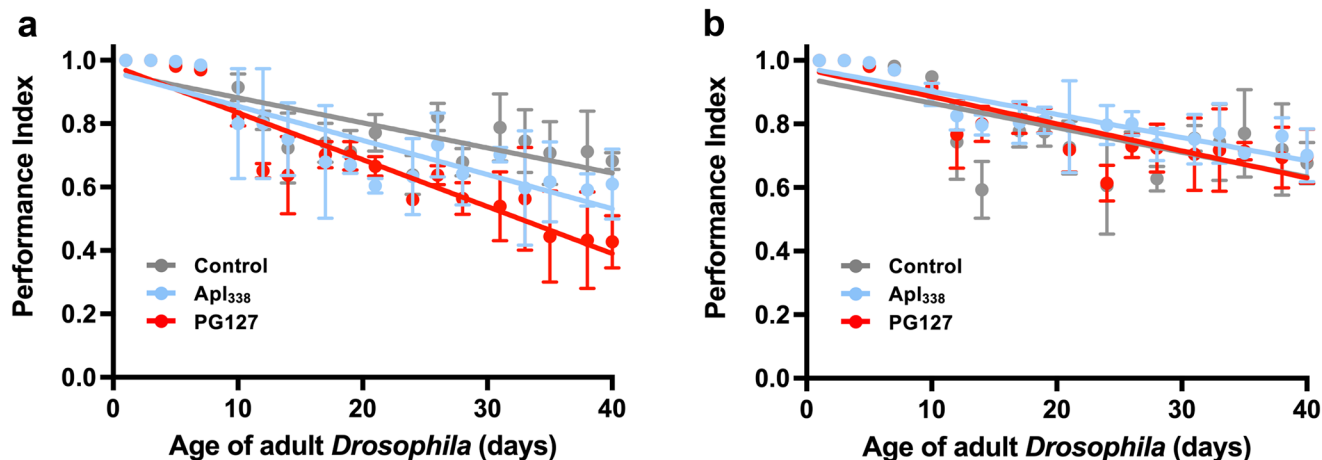 a
Performance Index
1.0
0.8
0.6
0.4
0.2
0.0
Control
Apl338
PG127
0 10 20 30 40
Age of adult Drosophila (days)
b
Performance Index
1.0
0.8
0.6
0.4
0.2
0.0
Control
Apl338
PG127
0 10 20 30 40
Age of adult Drosophila (days)